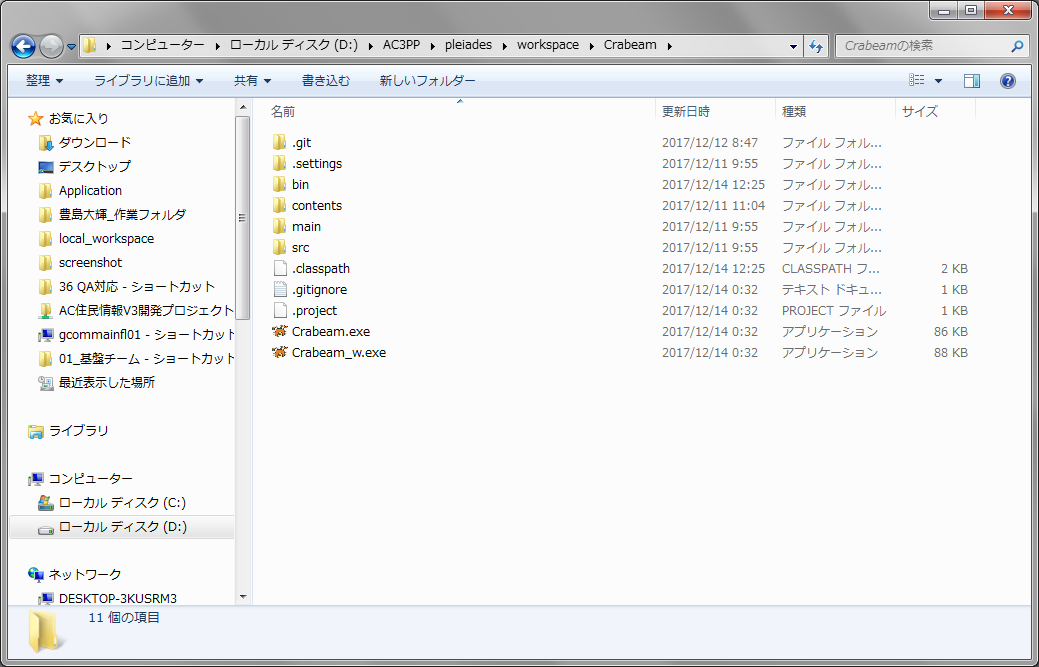 コンピューター ▸ ローカル ディスク (D:) ▸ AC3PP ▸ pleiades ▸ workspace ▸ Crabeam ▸
Crabeamの検索
整理 ライブラリに追加 共有 書き込む 新しいフォルダー
お気に入り
ダウンロード
デスクトップ
Application
豊島大輝_作業フォルダ
local_workspace
screenshot
36 QA対応 - ショートカット
AC住民情報V3開発プロジェクト
gcommainfl01 - ショートカット
01_基盤チーム - ショートカット
最近表示した場所
ライブラリ
コンピューター
ローカル ディスク (C:)
ローカル ディスク (D:)
ネットワーク
DESKTOP-3KUSRM3
名前 更新日時 種類 サイズ
.git 2017/12/12 8:47 ファイル フォル...
.settings 2017/12/11 9:55 ファイル フォル...
bin 2017/12/14 12:25 ファイル フォル...
contents 2017/12/11 11:04 ファイル フォル...
main 2017/12/11 9:55 ファイル フォル...
src 2017/12/11 9:55 ファイル フォル...
.classpath 2017/12/14 12:25 CLASSPATH フ... 2 KB
.gitignore 2017/12/14 0:32 テキスト ドキュ... 1 KB
.project 2017/12/14 0:32 PROJECT ファイル 1 KB
Crabeam.exe 2017/12/14 0:32 アプリケーション 86 KB
Crabeam_w.exe 2017/12/14 0:32 アプリケーション 88 KB
11 個の項目